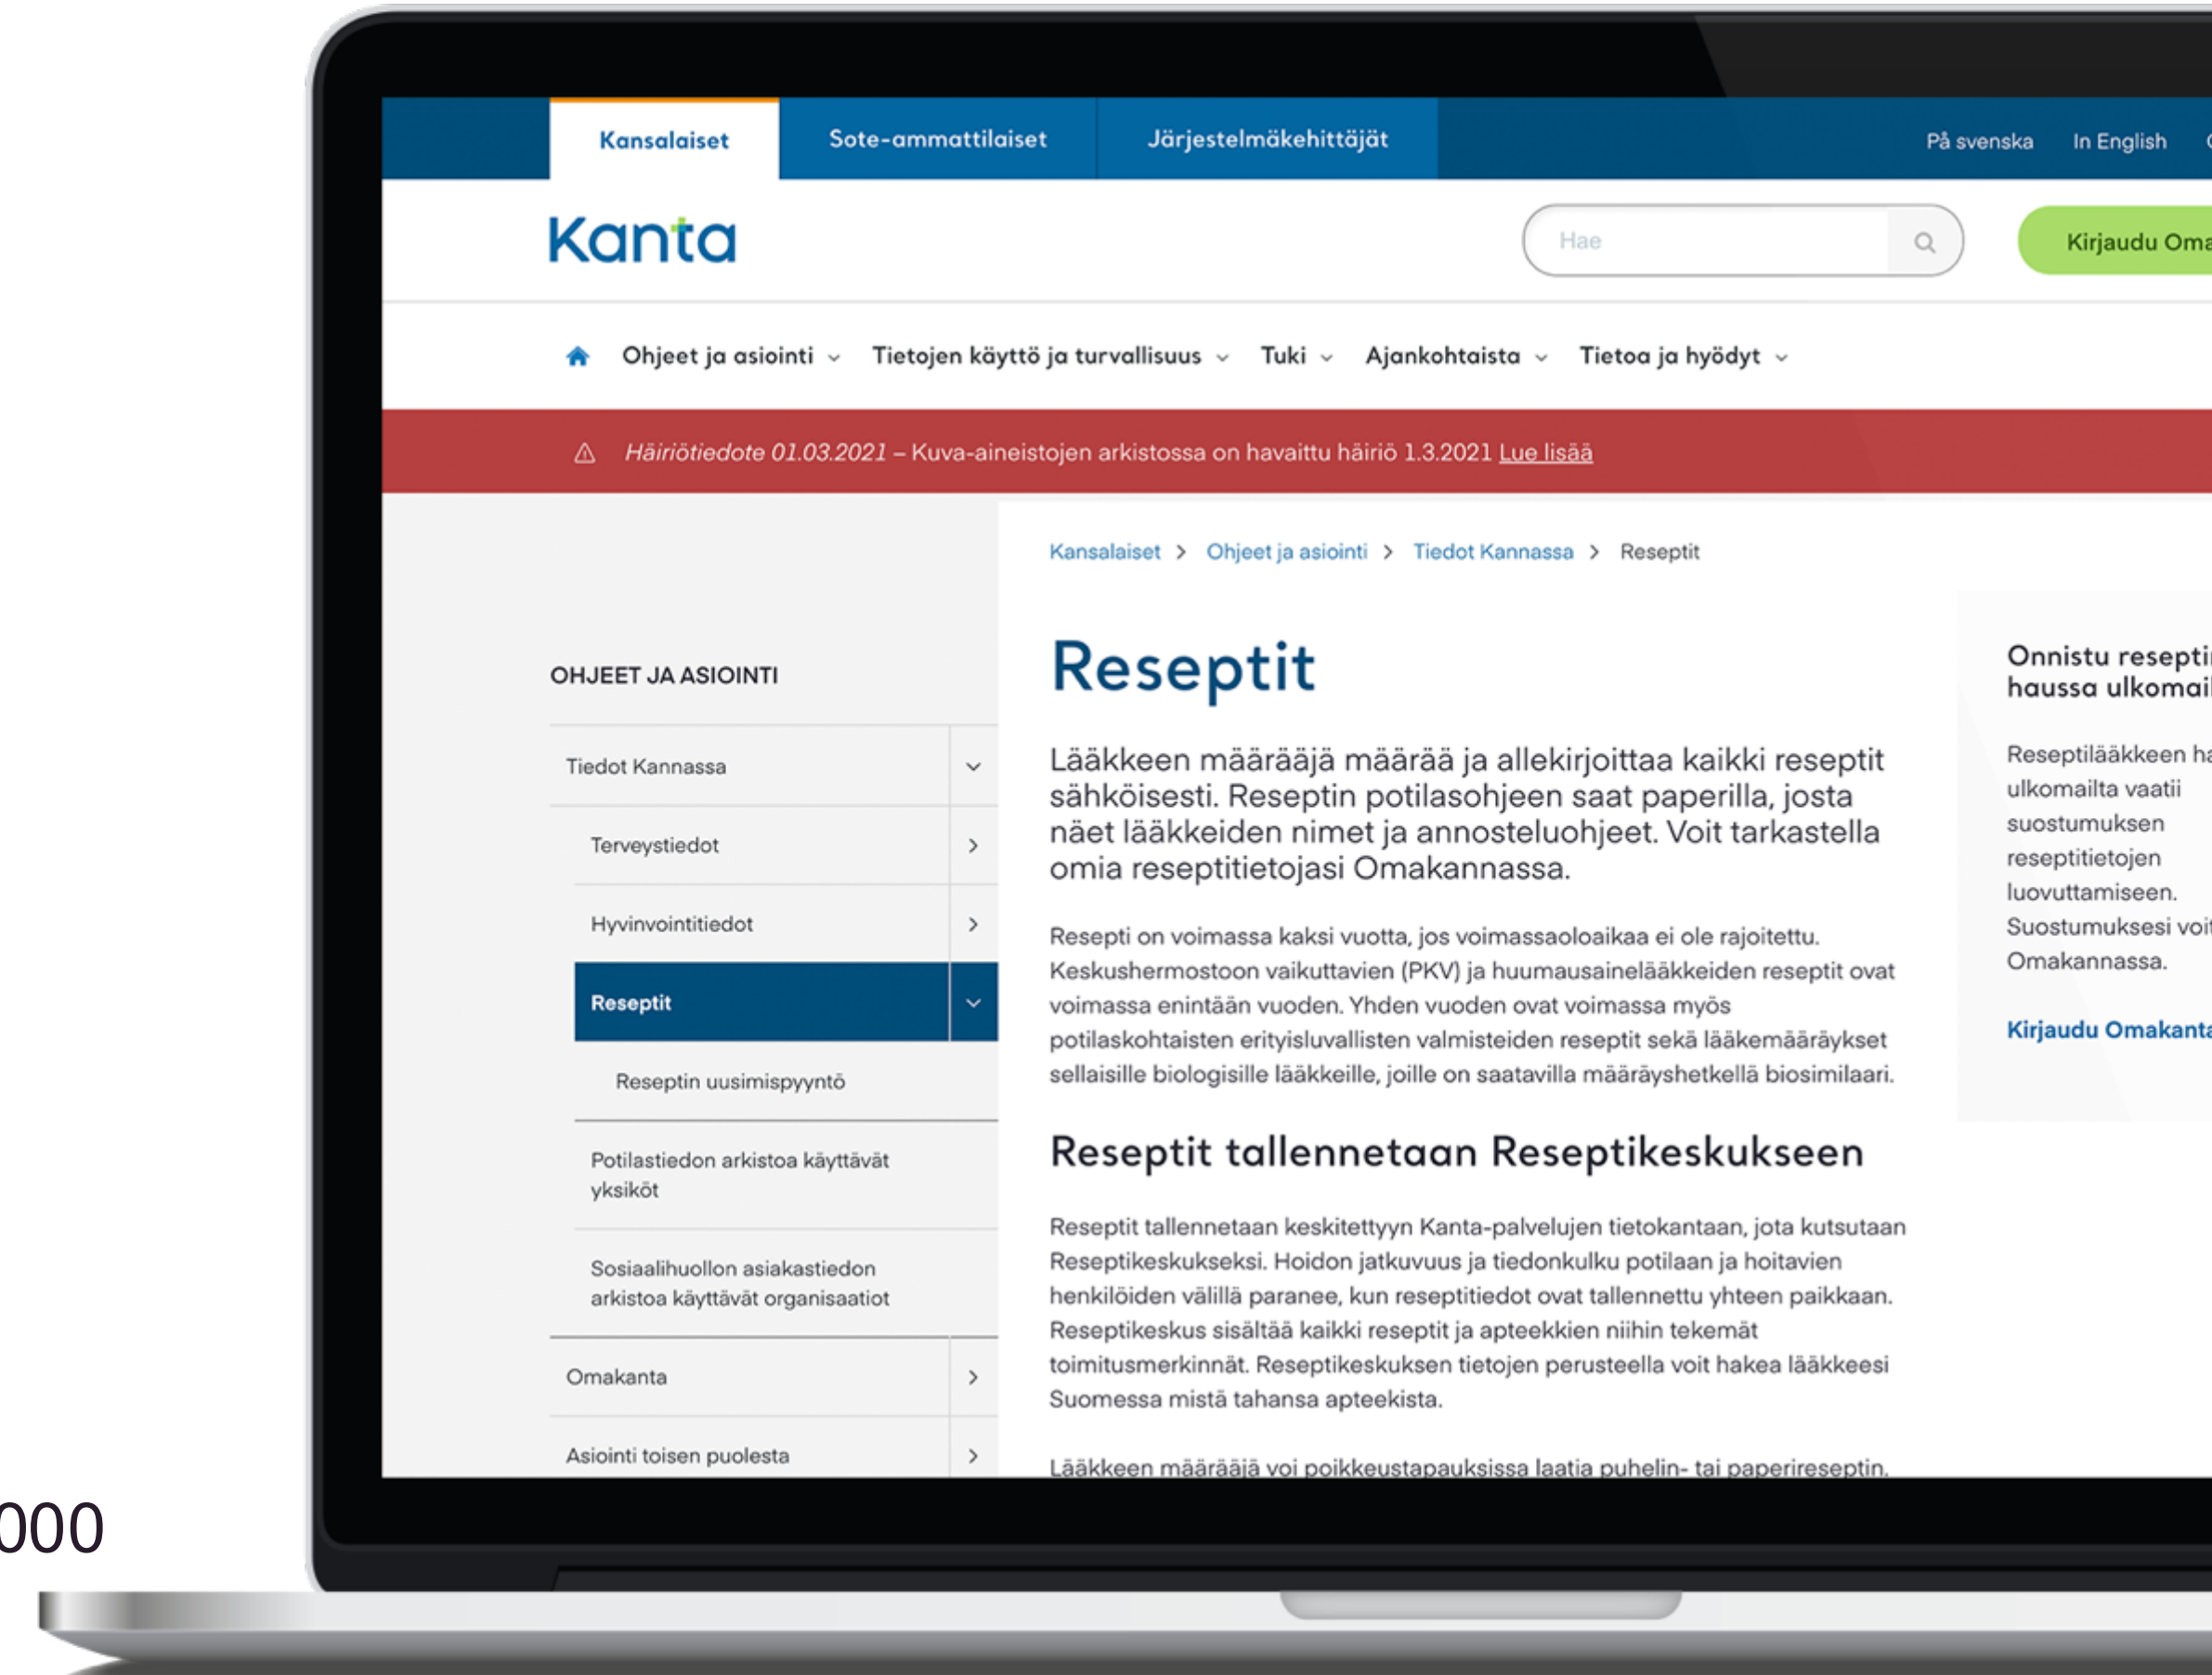 Kansalaiset
Sote-ammattilaiset
Järjestelmäkehittäjät
På svenska
In English
Kanta
Hae
Kirjaudu
Ohjeet ja asiointi
Tietojen käyttö ja turvallisuus
Tuki
Ajankohtaista
Tietoa ja hyödyt
Häiriötiedote 01.03.2021 – Kuva-aineistojen arkistossa on havaittu häiriö 1.3.2021 Lue lisää
Kansalaiset > Ohjeet ja asiointi > Tiedot Kannassa > Reseptit
OHJEET JA ASIOINTI
Tiedot Kannassa
Terveystiedot
Hyvinvointitiedot
Reseptit
Reseptin uusimispyyntö
Potilastiedon arkistoa käyttävät
yksiköt
Sosiaalihuollon asiakastiedon
arkistoa käyttävät organisaatiot
Omakanta
Asiointi toisen puolesta
Reseptit
Lääkkeen määrääjä määrää ja allekirjoittaa kaikki reseptit
sähköisesti. Reseptin potilasohjeen saat paperilla, josta
näet lääkkeiden nimet ja annosteluohjeet. Voit tarkastella
omia reseptitietojasi Omakannassa.
Resepti on voimassa kaksi vuotta, jos voimassaoloaikaa ei ole rajoitettu.
Keskushermostoon vaikuttavien (PKV) ja huumausainelääkkeiden reseptit ovat
voimassa enintään vuoden. Yhden vuoden ovat voimassa myös
potilaskohtaisten erityisluvallisten valmisteiden reseptit sekä lääkemääräykset
sellaisille biologisille lääkkeille, joille on saatavilla määräyshetkellä biosimilaari.
Reseptit tallennetaan Reseptikeskukseen
Reseptit tallennetaan keskitettyyn Kanta-palvelujen tietokantaan, jota kutsutaan
Reseptikeskukseksi. Hoidon jatkuvuus ja tiedonkulku potilaan ja hoitavien
henkilöiden välillä paranee, kun reseptitiedot ovat tallennettu yhteen paikkaan.
Reseptikeskus sisältää kaikki reseptit ja apteekkien niihin tekemät
toimitusmerkinnät. Reseptikeskuksen tietojen perusteella voit hakea lääkkeesi
Suomessa mistä tahansa apteekista.
Lääkkeen määrääjä voi poikkeustapauksissa laatia puhelin- tai paperireseptin.
Onnistu
haussa
Reseptilääkkeen
ulkomailta vaatii
suostumuksen
reseptitietojen
luovuttamiseen.
Suostumuksesi
Omakannassa.
Kirjaudu
000